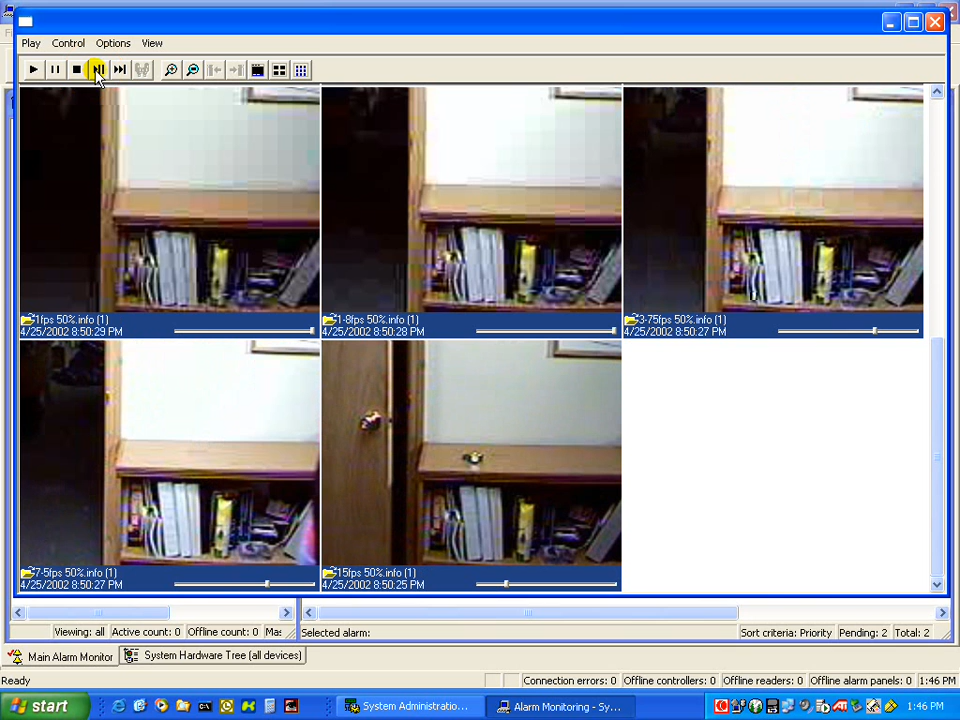 Play Control Options View
1fps 50%.info (1)
4/25/2002 8:50:29 PM
1-8fps 50%.info (1)
4/25/2002 8:50:28 PM
3-75fps 50%.info (1)
4/25/2002 8:50:27 PM
7-5fps 50%.info (1)
4/25/2002 8:50:27 PM
15fps 50%.info (1)
4/25/2002 8:50:25 PM
Viewing: all Active count: 0 Offline count: 0 Mas
Selected alarm: Sort criteria: Priority Pending: 2 Total: 2
Main Alarm Monitor System Hardware Tree (all devices)
Ready Connection errors: 0 Offline controllers: 0 Offline readers: 0 Offline alarm panels: 0 1:46 PM
start System Administratio... Alarm Monitoring - Sy... 1:46 PM